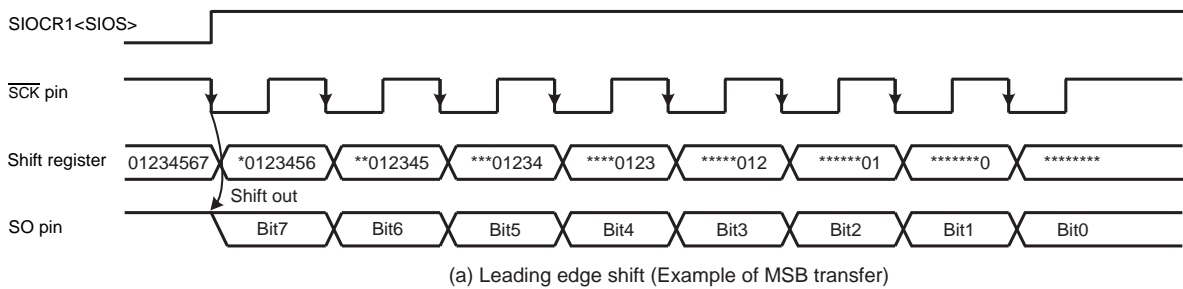 SIOCR1<SIOS>
SCK pin
Shift register 01234567 *0123456 **012345 ***01234 ****0123 *****012 ******01 *******0 ********
Shift out
SO pin Bit7 Bit6 Bit5 Bit4 Bit3 Bit2 Bit1 Bit0
(a) Leading edge shift (Example of MSB transfer)